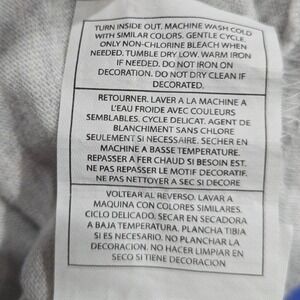 TURN INSIDE OUT. MACHINE WASH COLD
WITH SIMILAR COLORS. GENTLE CYCLE.
ONLY NON-CHLORINE BLEACH WHEN
NEEDED. TUMBLE DRY LOW. WARM IRON
IF NEEDED. DO NOT IRON ON
DECORATION. DO NOT DRY CLEAN IF
DECORATED.
RETOURNER. LAVER A LA MACHINE A
L'EAU FROIDE AVEC COULEURS
SEMBLABLES. CYCLE DELICAT. AGENT DE
BLANCHIMENT SANS CHLORE
SEULEMENT SI NECESSAIRE. SECHER EN
MACHINE A BASSE TEMPERATURE.
REPASSER A FER CHAUD SI BESOIN EST.
NE PAS REPASSER LE MOTIF DECORATIF.
NE PAS NETTOYER A SEC SI DECORE
VOLTEAR AL REVERSO. LAVAR A
MAQUINA CON COLORES SIMILARES.
CICLO DELICADO. SECAR EN SECADORA
A BAJA TEMPERATURA. PLANCHA TIBIA
SI ES NECESARIO. NO PLANCHAR LA
DECORACION. NO HACER LIMPIAR EN
SECO SI TIENE DECORACION